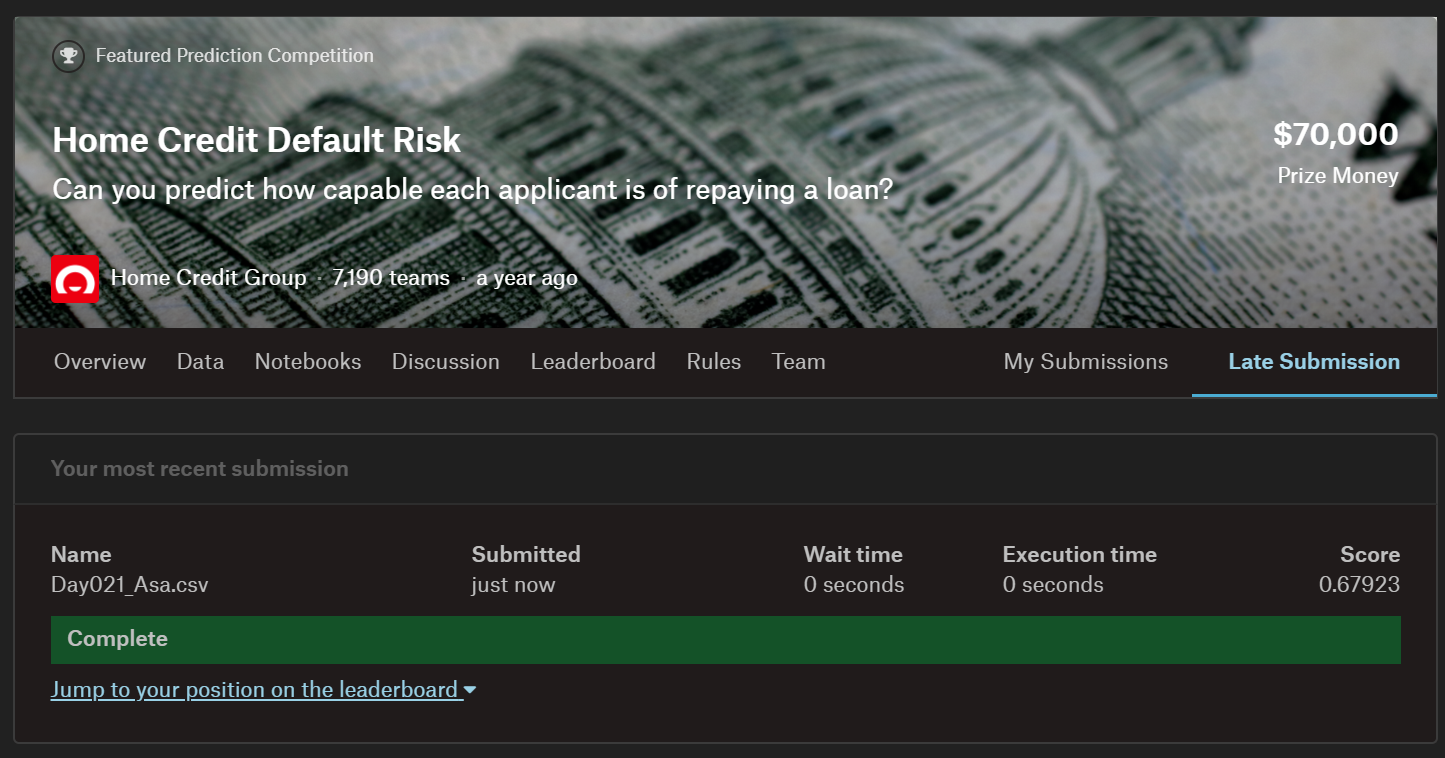 Featured Prediction Competition
Home Credit Default Risk
Can you predict how capable each applicant is of repaying a loan?
$70,000
Prize Money
Home Credit Group · 7,190 teams · a year ago
Overview Data Notebooks Discussion Leaderboard Rules Team My Submissions Late Submission
Your most recent submission
Name Submitted Wait time Execution time Score
Day021_Asa.csv just now 0 seconds 0 seconds 0.67923
Complete
Jump to your position on the leaderboard